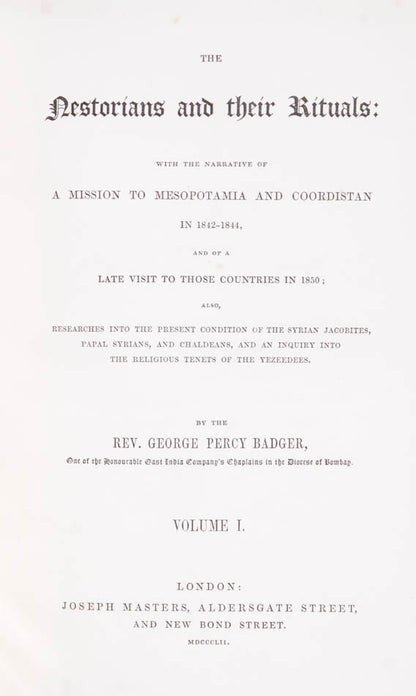 THE
Nestorians and their Rituals:
WITH THE NARRATIVE OF
A MISSION TO MESOPOTAMIA AND COORDISTAN
IN 1842-1844,
AND OF A
LATE VISIT TO THOSE COUNTRIES IN 1850;
ALSO,
RESEARCHES INTO THE PRESENT CONDITION OF THE SYRIAN JACOBITES,
PAPAL SYRIANS, AND CHALDEANS, AND AN INQUIRY INTO
THE RELIGIOUS TENETS OF THE YEZEEDEES.
BY THE
REV. GEORGE PERCY BADGER,
One of the Honourable East India Company's Chaplains in the Diocese of Bombay.
VOLUME I.
LONDON:
JOSEPH MASTERS, ALDERSGATE STREET,
AND NEW BOND STREET.
MDCCCLII.